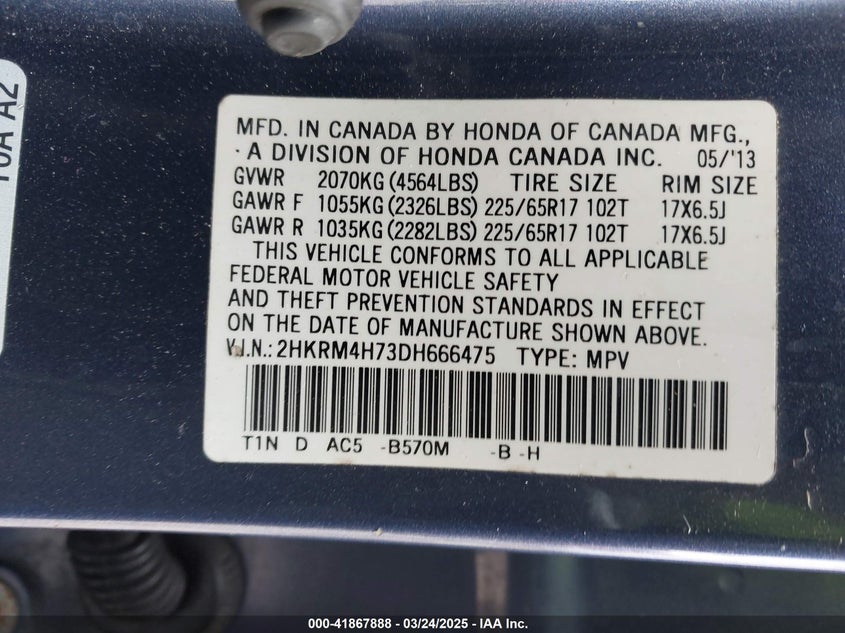 MFD. IN CANADA BY HONDA OF CANADA MFG.,
A DIVISION OF HONDA CANADA INC. 05/'13
GVWR 2070KG (4564LBS) TIRE SIZE RIM SIZE
GAWR F 1055KG (2326LBS) 225/65R17 102T 17X6.5J
GAWR R 1035KG (2282LBS) 225/65R17 102T 17X6.5J
THIS VEHICLE CONFORMS TO ALL APPLICABLE
FEDERAL MOTOR VEHICLE SAFETY
AND THEFT PREVENTION STANDARDS IN EFFECT
ON THE DATE OF MANUFACTURE SHOWN ABOVE.
V.I.N.: 2HKRM4H73DH666475 TYPE: MPV
T1N D AC5 -B570M -B -H
A2
000-41867888 - 03/24/2025 - IAA Inc.